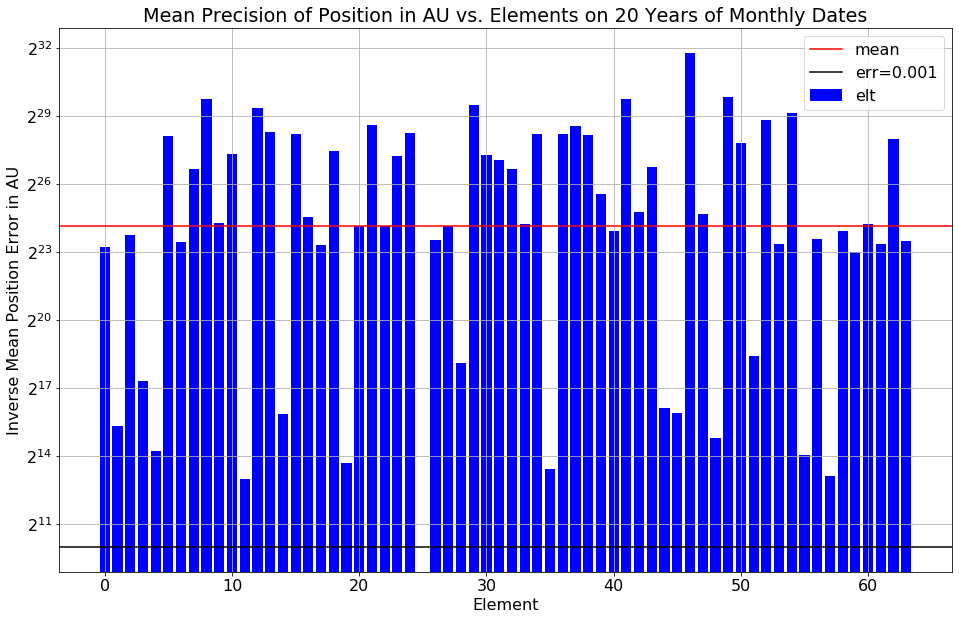 Mean Precision of Position in AU vs. Elements on 20 Years of Monthly Dates
Inverse Mean Position Error in AU
2^32
2^29
2^26
2^23
2^20
2^17
2^14
2^11
mean
err=0.001
elt
0 10 20 30 40 50 60
Element